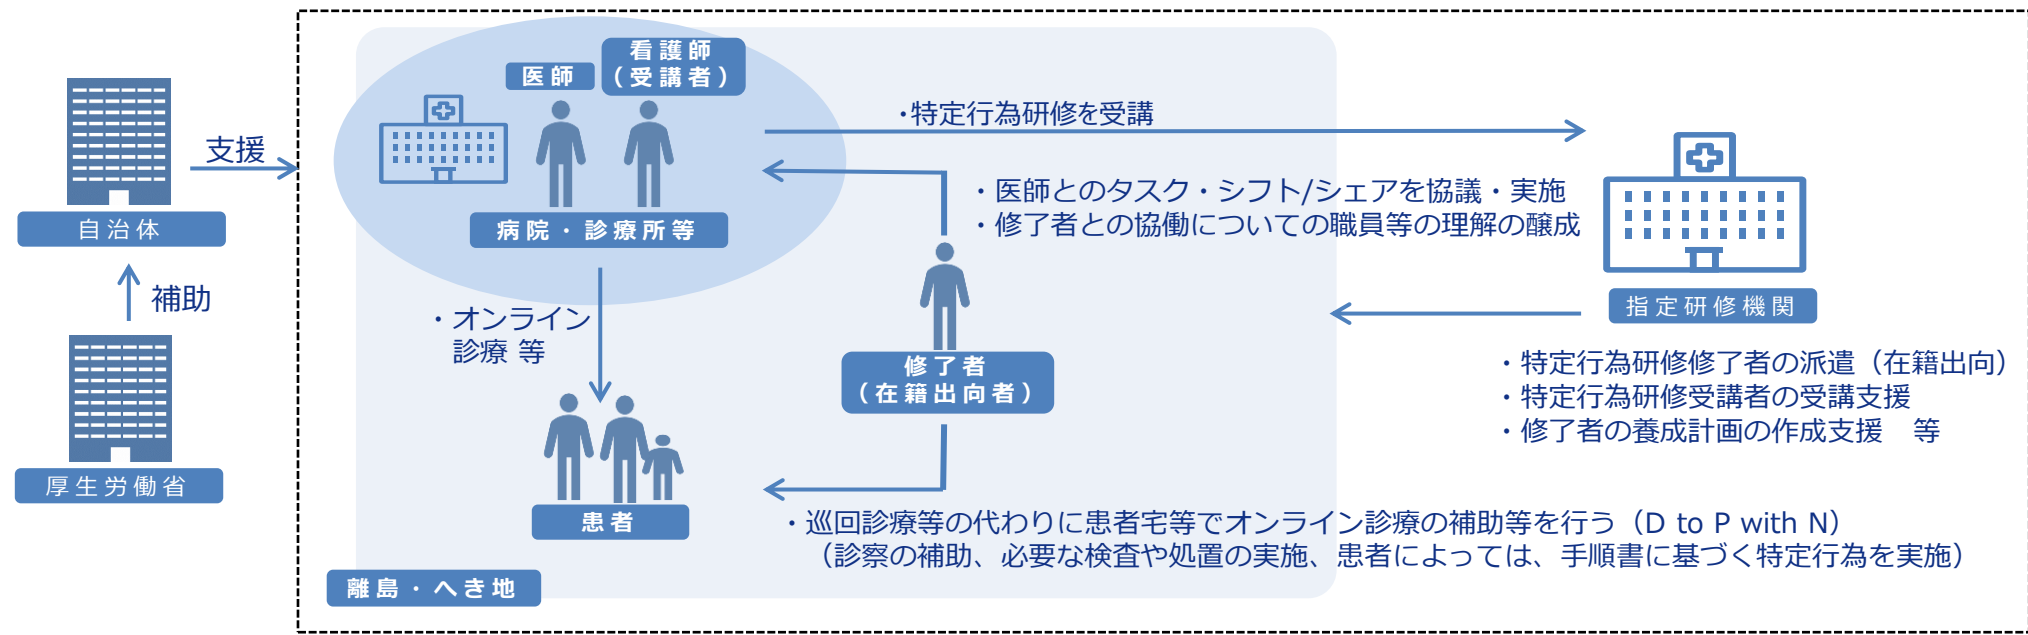 支援
自治体
補助
厚生労働省
医師
看護師
（受講者）
病院・診療所等
・特定行為研修を受講
・医師とのタスク・シフト/シェアを協議・実施
・修了者との協働についての職員等の理解の醸成
指定研修機関
・特定行為研修修了者の派遣（在籍出向）
・特定行為研修受講者の受講支援
・修了者の養成計画の作成支援　等
・オンライン
診療 等
修了者
（在籍出向者）
患者
・巡回診療等の代わりに患者宅等でオンライン診療の補助等を行う（D to P with N）
（診察の補助、必要な検査や処置の実施、患者によっては、手順書に基づく特定行為を実施）
離島・へき地